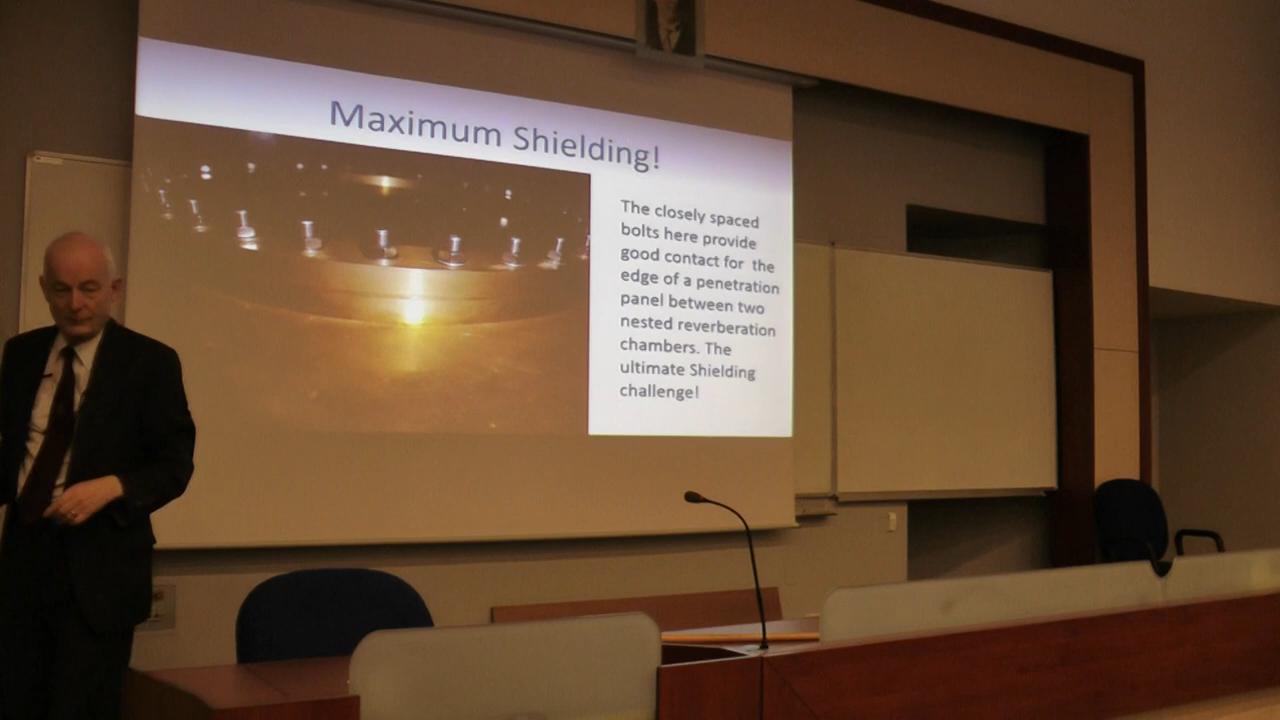 Maximum Shielding!
The closely spaced
bolts here provide
good contact for the
edge of a penetration
panel between two
nested reverberation
chambers. The
ultimate Shielding
challenge!